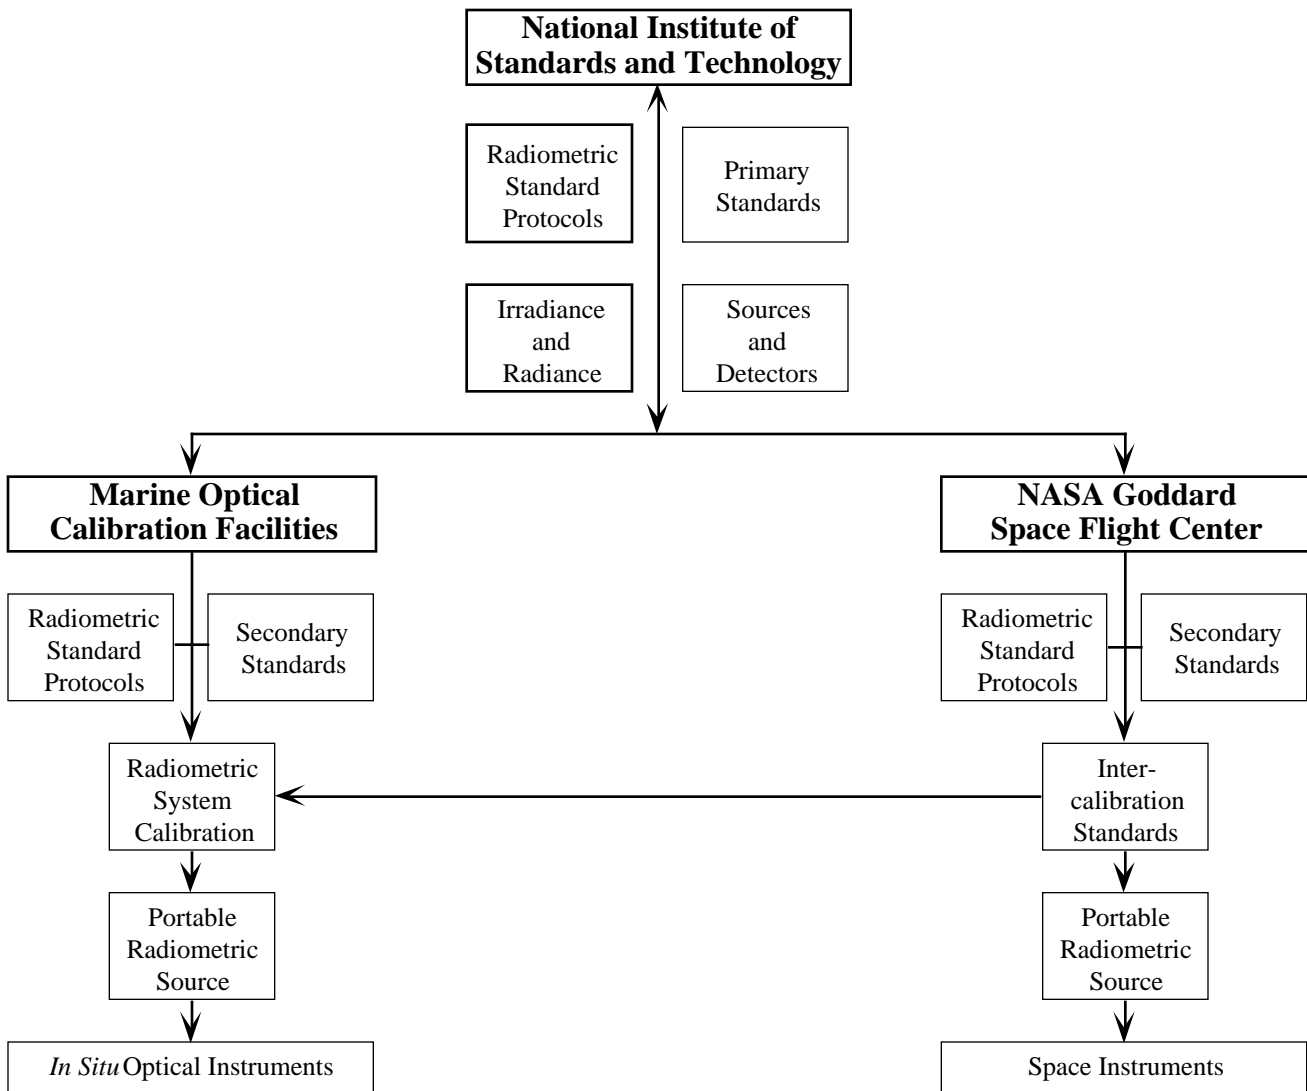 National Institute of
Standards and Technology
Radiometric
Standard
Protocols
Primary
Standards
Irradiance
and
Radiance
Sources
and
Detectors
Marine Optical
Calibration Facilities
NASA Goddard
Space Flight Center
Radiometric
Standard
Protocols
Secondary
Standards
Radiometric
Standard
Protocols
Secondary
Standards
Radiometric
System
Calibration
Inter-
calibration
Standards
Portable
Radiometric
Source
Portable
Radiometric
Source
In Situ Optical Instruments
Space Instruments